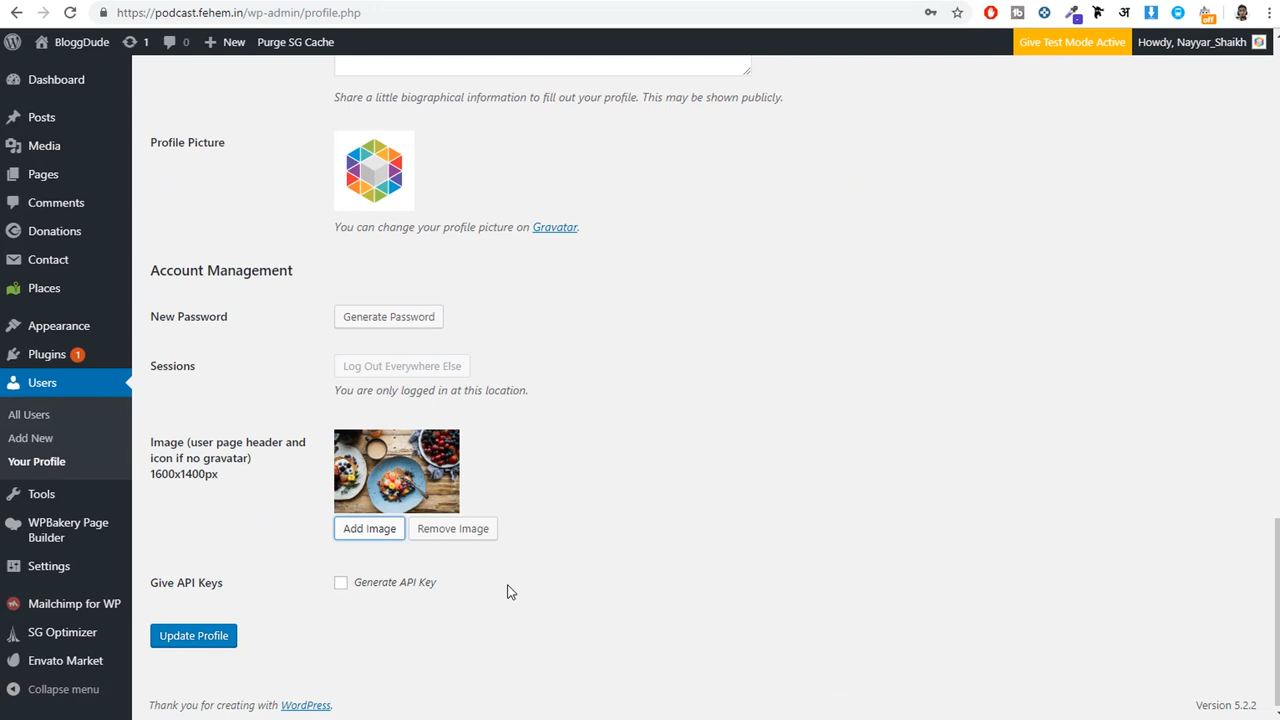 https://podcast.fehem.in/wp-admin/profile.php
अ
off
BloggDude
1
0
New
Purge SG Cache
Give Test Mode Active
Howdy, Nayyar_Shaikh
Dashboard
Posts
Media
Pages
Comments
Donations
Contact
Places
Appearance
Plugins 1
Users
All Users
Add New
Your Profile
Tools
WPBakery Page
Builder
Settings
Mailchimp for WP
SG Optimizer
Envato Market
Collapse menu
Share a little biographical information to fill out your profile. This may be shown publicly.
Profile Picture
You can change your profile picture on Gravatar.
Account Management
New Password
Generate Password
Sessions
Log Out Everywhere Else
You are only logged in at this location.
Image (user page header and
icon if no gravatar)
1600x1400px
Add Image
Remove Image
Give API Keys
Generate API Key
Update Profile
Thank you for creating with WordPress.
Version 5.2.2